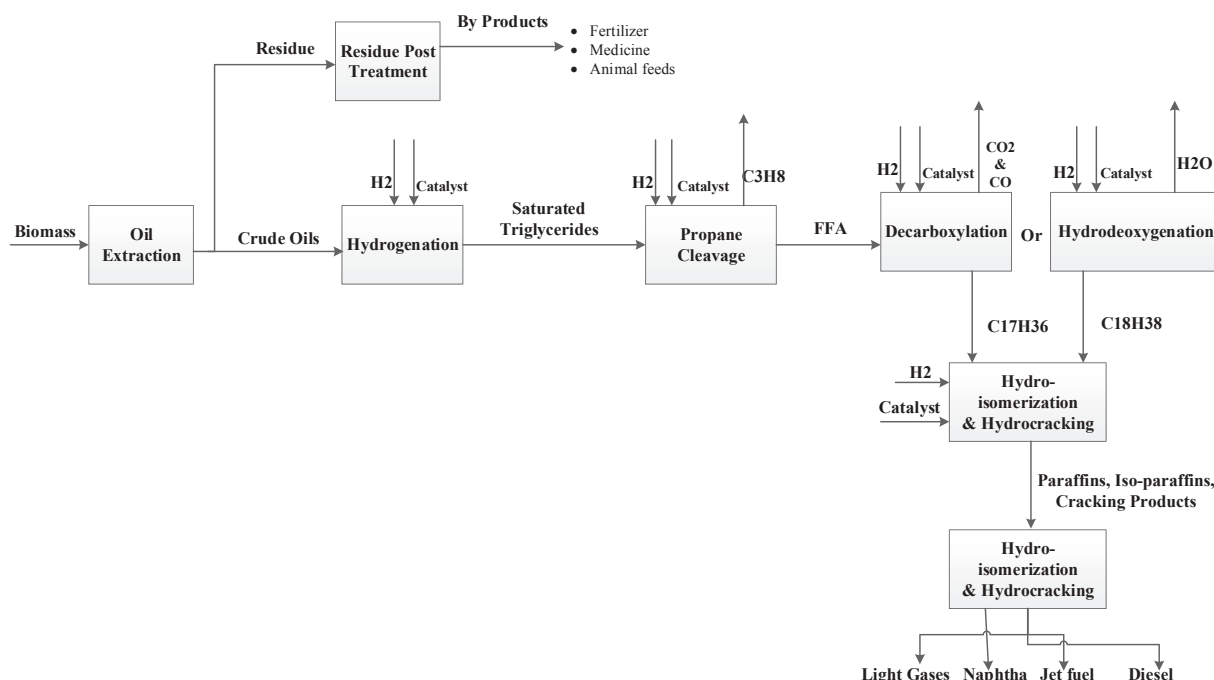 By Products
• Fertilizer
• Medicine
• Animal feeds
Residue
Residue Post
Treatment
Biomass
Oil
Extraction
Crude Oils
H2
Catalyst
Hydrogenation
Saturated
Triglycerides
H2
Catalyst
C3H8
Propane
Cleavage
FFA
H2
Catalyst
CO2
&
CO
Decarboxylation
Or
H2
Catalyst
H2O
Hydrodeoxygenation
C17H36
C18H38
H2
Catalyst
Hydro-
isomerization
& Hydrocracking
Paraffins, Iso-paraffins,
Cracking Products
Hydro-
isomerization
& Hydrocracking
Light Gases
Naphtha
Jet fuel
Diesel